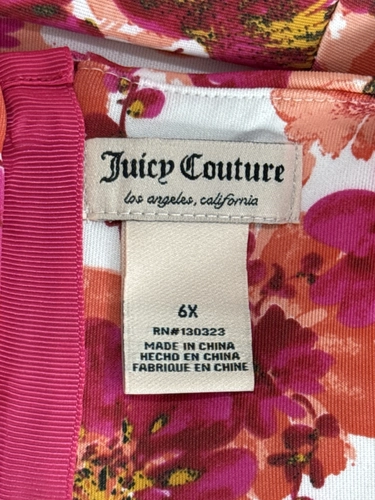 Juicy Couture
los angeles, california
6X
RN#130323
MADE IN CHINA
HECHO EN CHINA
FABRIQUE EN CHINE